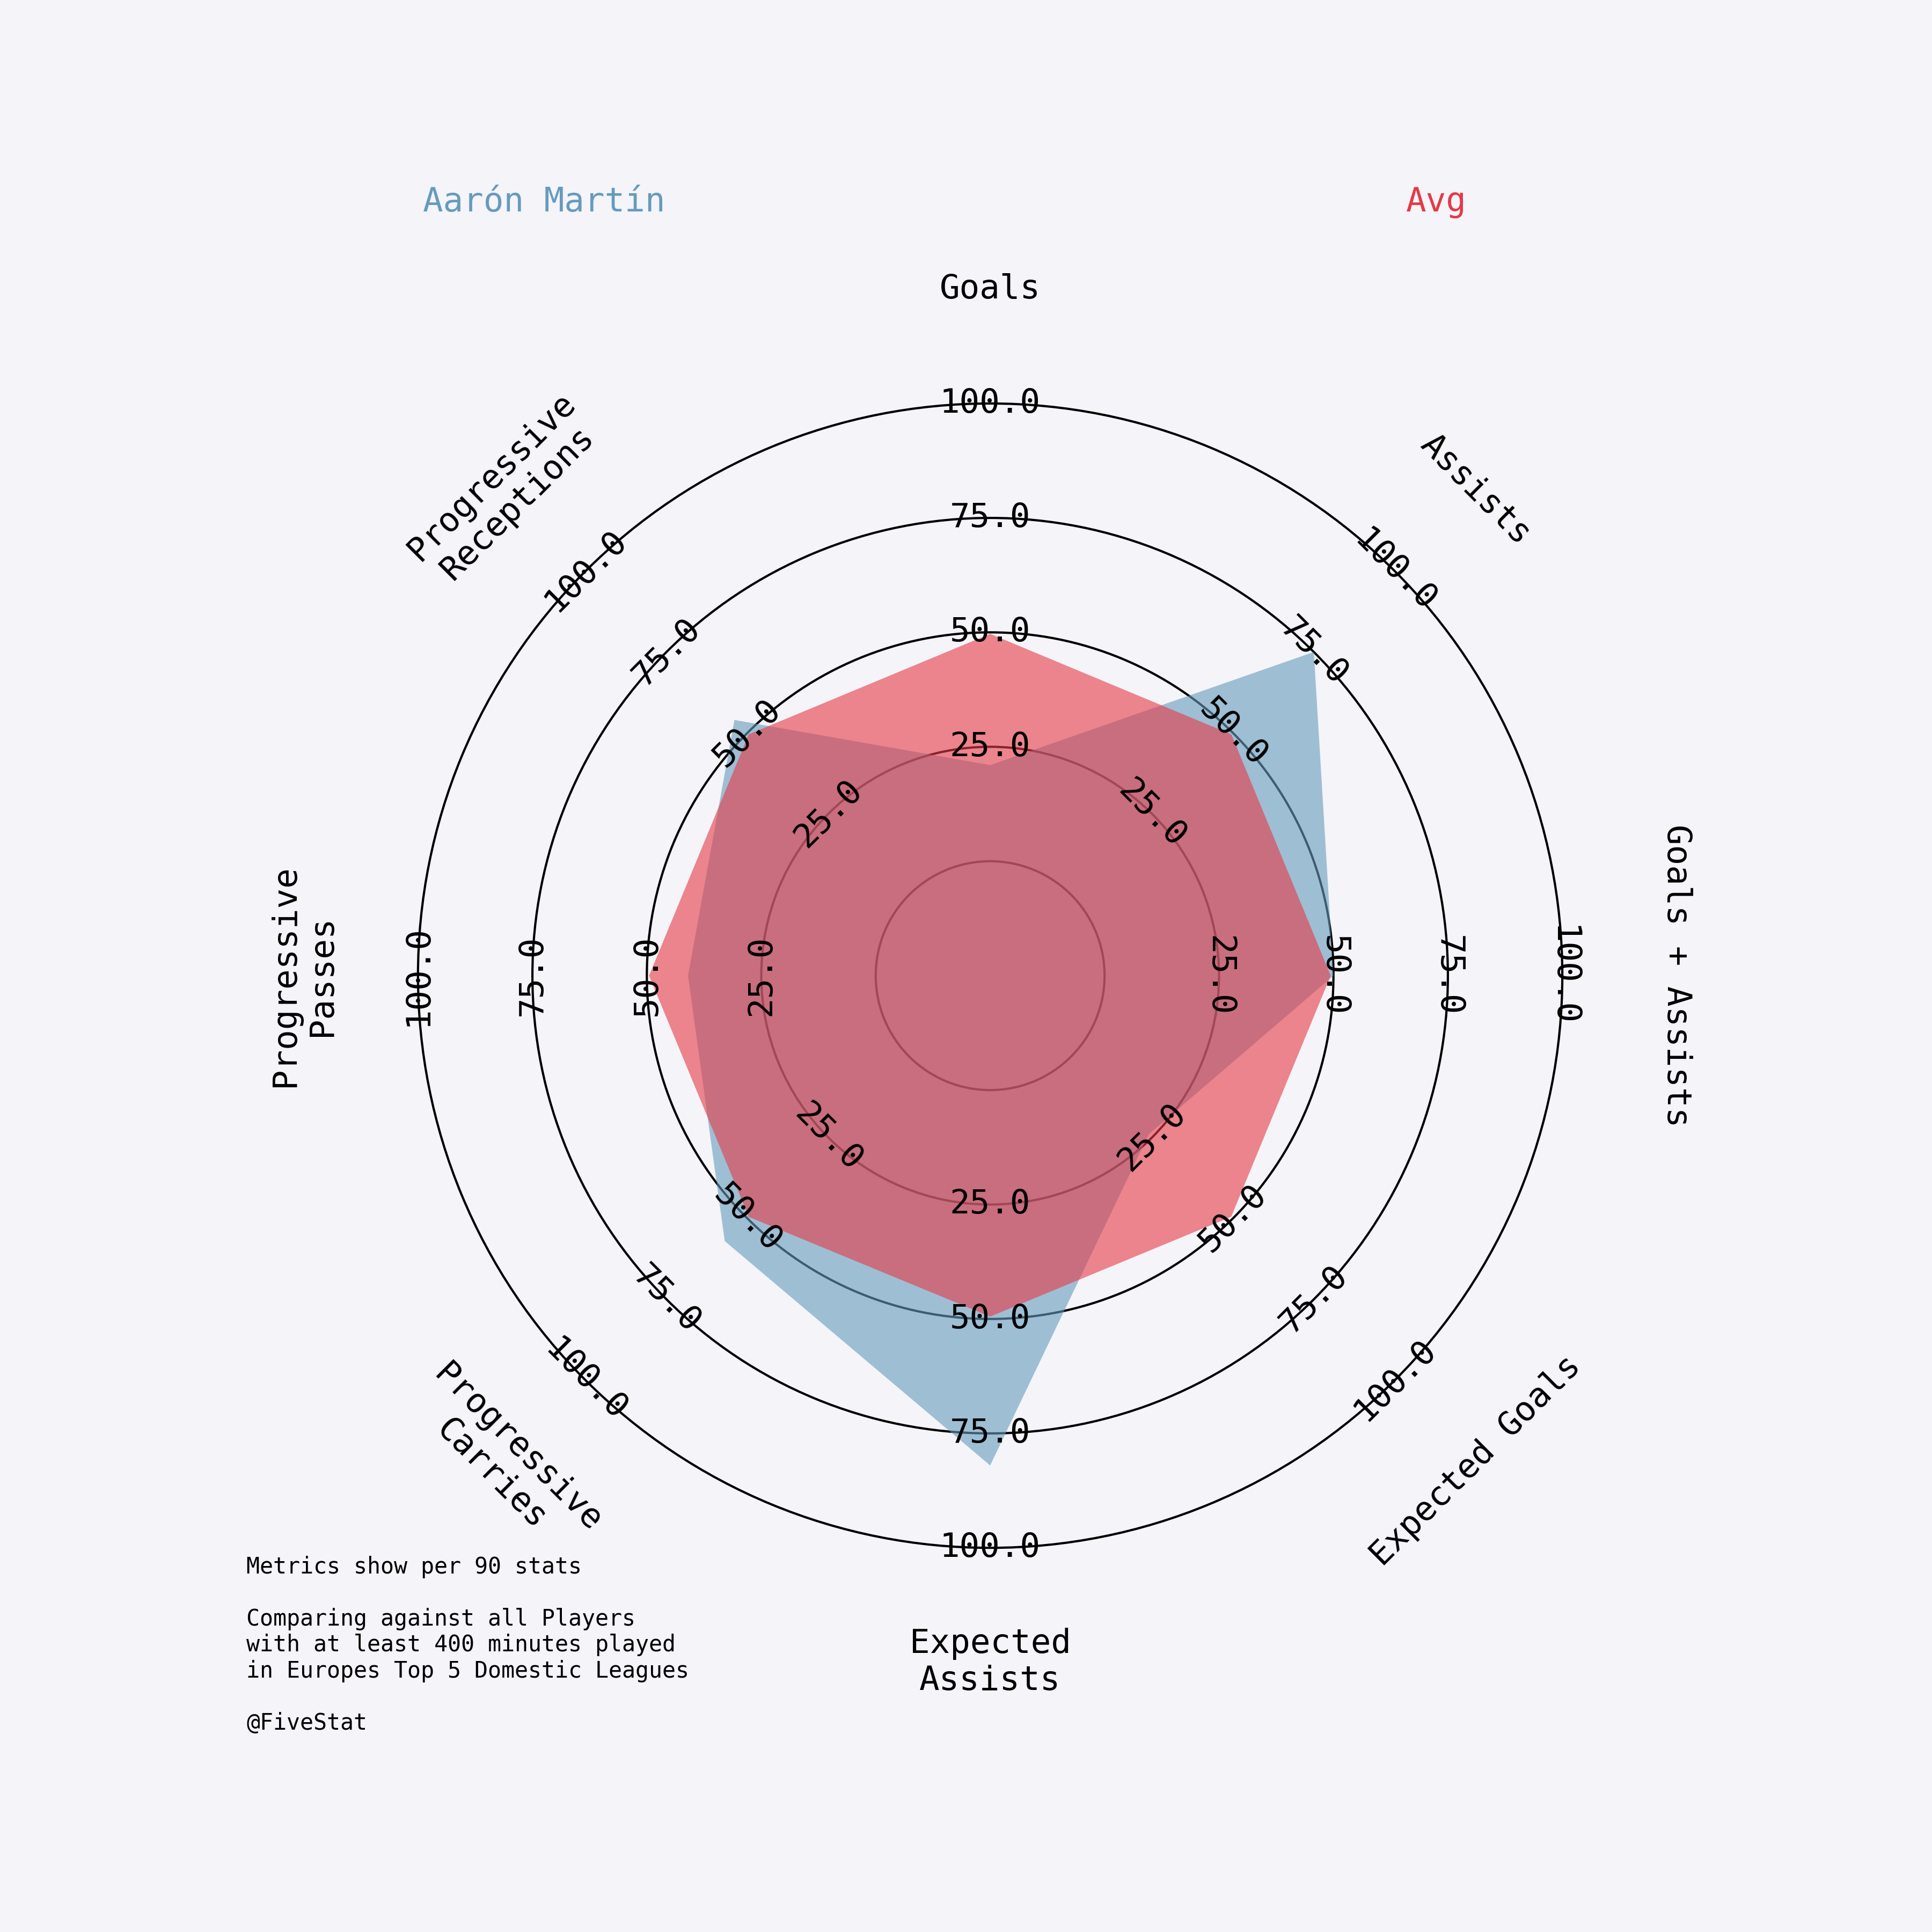 Aarón Martín
Avg
Goals
100.0
75.0
50.0
25.0
Assists
100.0
75.0
50.0
25.0
Goals + Assists
100.0
75.0
50.0
25.0
Expected Goals
100.0
75.0
50.0
25.0
Expected
Assists
100.0
75.0
50.0
25.0
Progressive
Carries
100.0
75.0
50.0
25.0
Progressive
Passes
100.0
75.0
50.0
25.0
Progressive
Receptions
100.0
75.0
50.0
25.0
Metrics show per 90 stats
Comparing against all Players
with at least 400 minutes played
in Europes Top 5 Domestic Leagues
@FiveStat